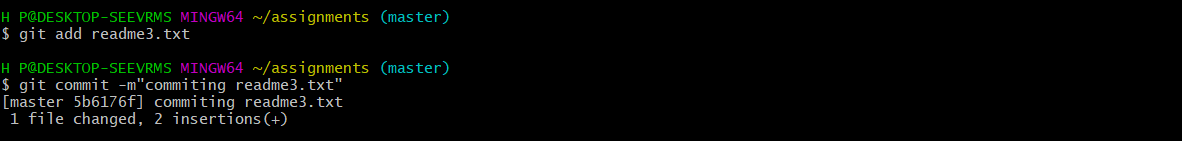 H P@DESKTOP-SEEVRMS MINGW64 ~/assignments (master)
$ git add readme3.txt
H P@DESKTOP-SEEVRMS MINGW64 ~/assignments (master)
$ git commit -m"commiting readme3.txt"
[master 5b6176f] commiting readme3.txt
 1 file changed, 2 insertions(+)